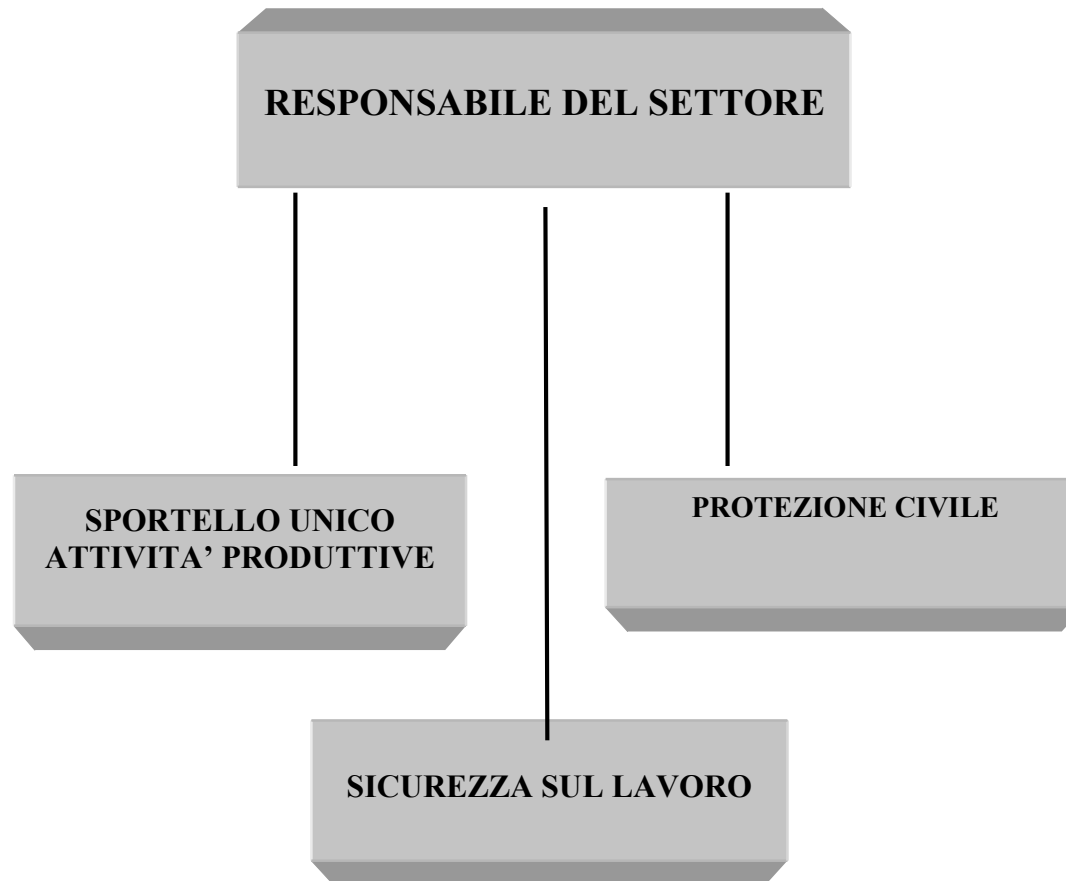 RESPONSABILE DEL SETTORE
SPORTELLO UNICO
ATTIVITA’ PRODUTTIVE
PROTEZIONE CIVILE
SICUREZZA SUL LAVORO